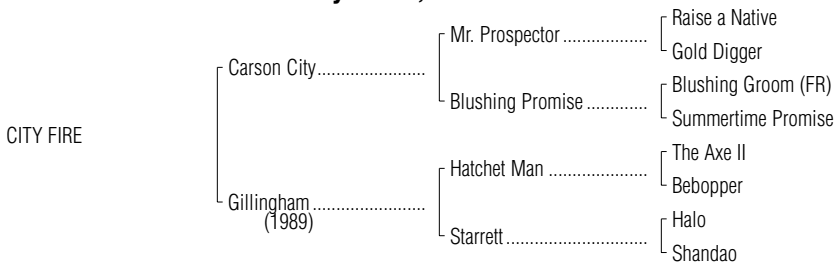 Raise a Native
Mr. Prospector ....................
Gold Digger
Carson City..........................
Blushing Groom (FR)
Blushing Promise ..............
Summertime Promise
CITY FIRE
The Axe II
Hatchet Man .......................
Bebopper
Gillingham ...........................
(1989)
Halo
Starrett .................................
Shandao